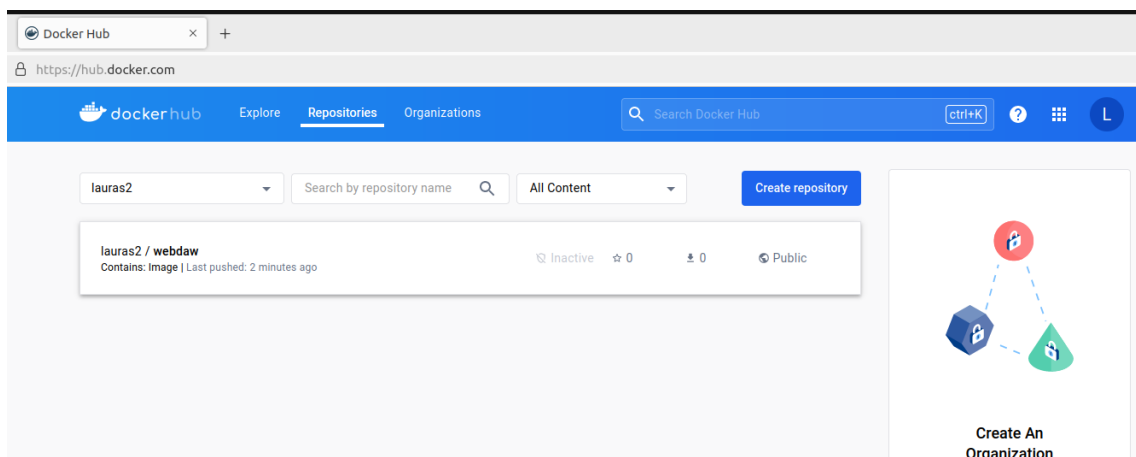 Docker Hub × +
https://hub.docker.com
dockerhub Explore Repositories Organizations Search Docker Hub ctrl+K ? L
lauras2 Search by repository name All Content Create repository
lauras2 / webdaw Inactive 0 0 Public
Contains: Image | Last pushed: 2 minutes ago
Create An
Organization